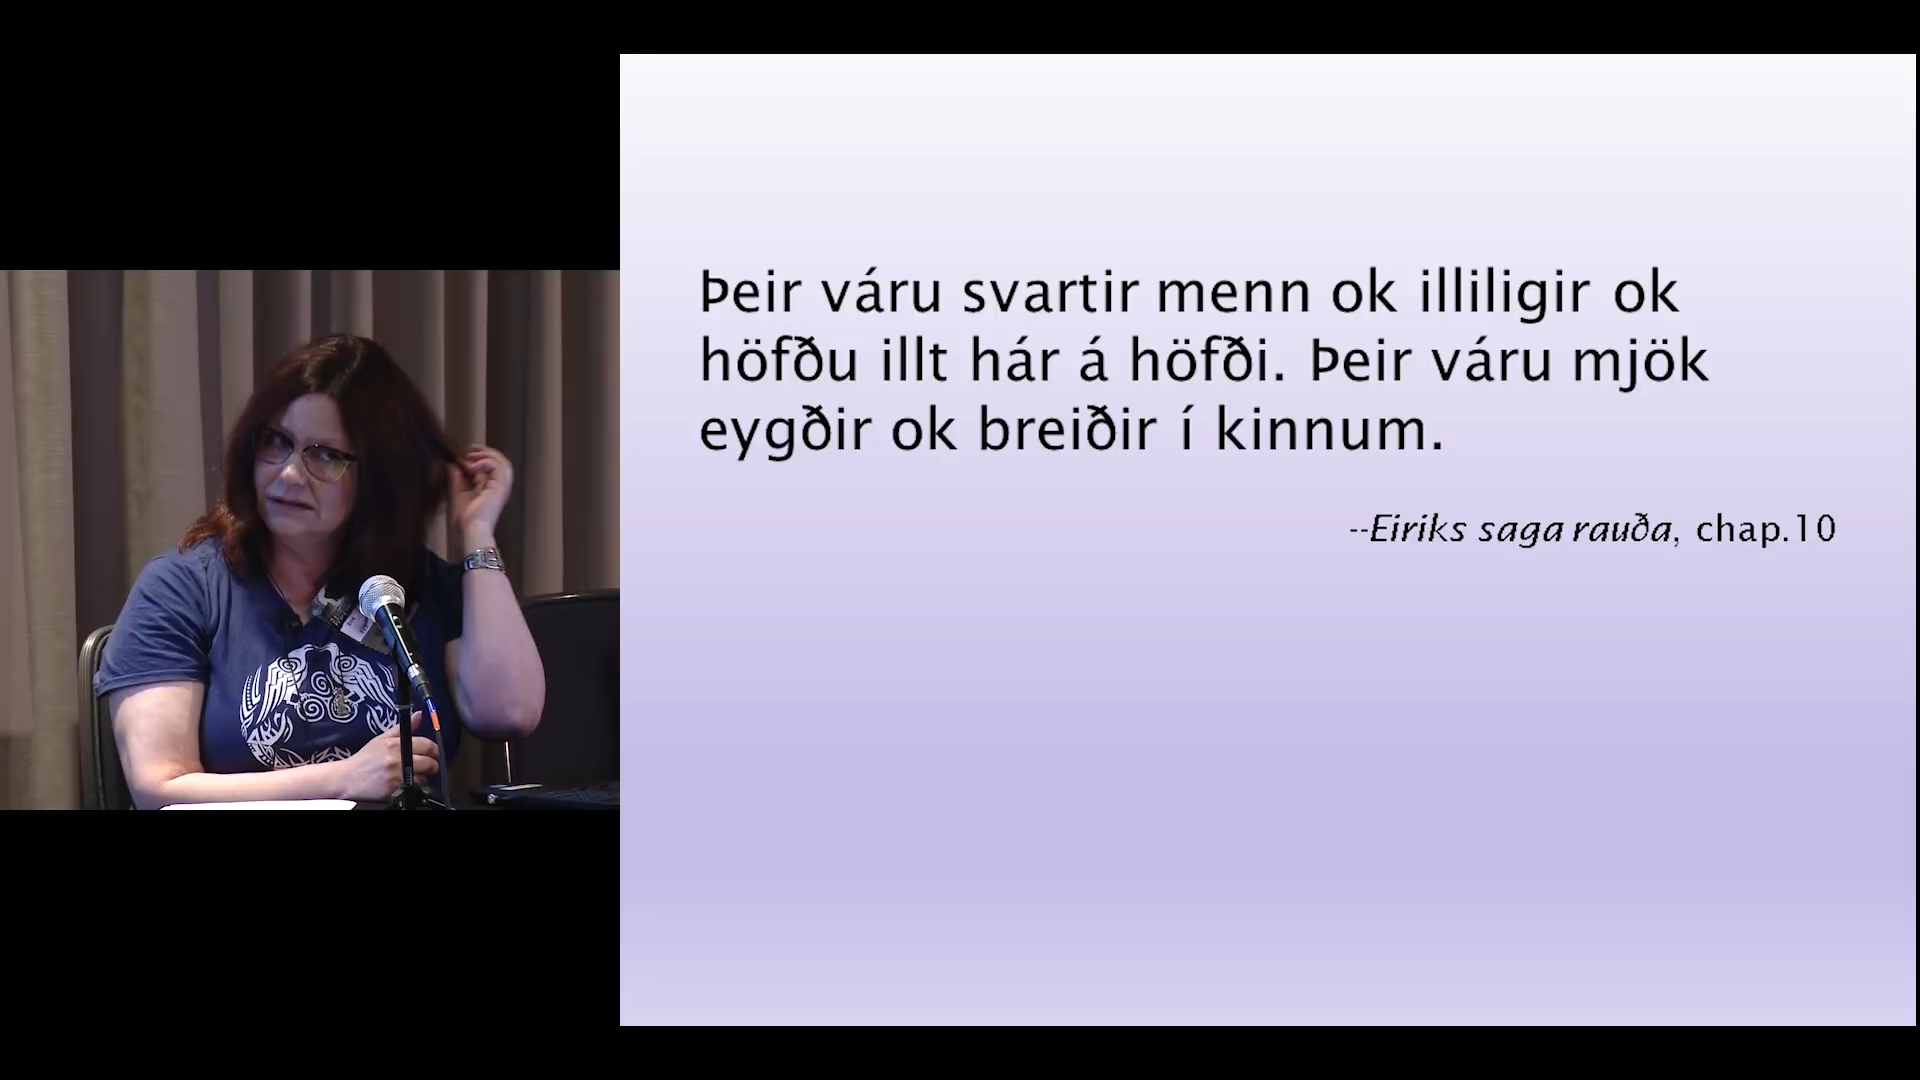 Þeir váru svartir menn ok illiligir ok
höfðu illt hár á höfði. Þeir váru mjök
eygðir ok breiðir í kinnum.
--Eiriks saga rauða, chap.10